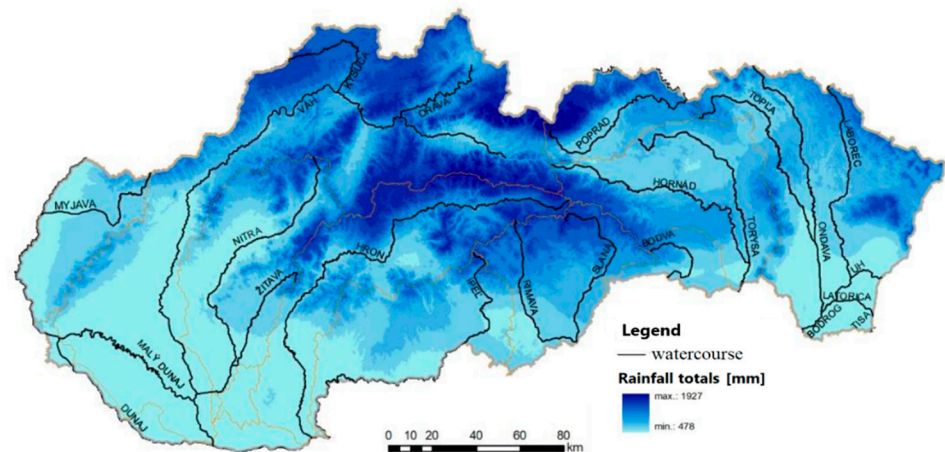 KYSUCA
VÁH
ORAVA
POPRAD
TOPĽA
LABOREC
HORNÁD
MYJAVA
NITRA
TORYSA
ONDAVA
HRON
BODVA
ŽITAVA
IPEĽ
RIMAVA
SLANÁ
UH
LATORICA
BODROG
TISA
MALÝ DUNAJ
DUNAJ
Legend
watercourse
Rainfall totals [mm]
max.: 1927
min.: 478
0 10 20 40 60 80
km